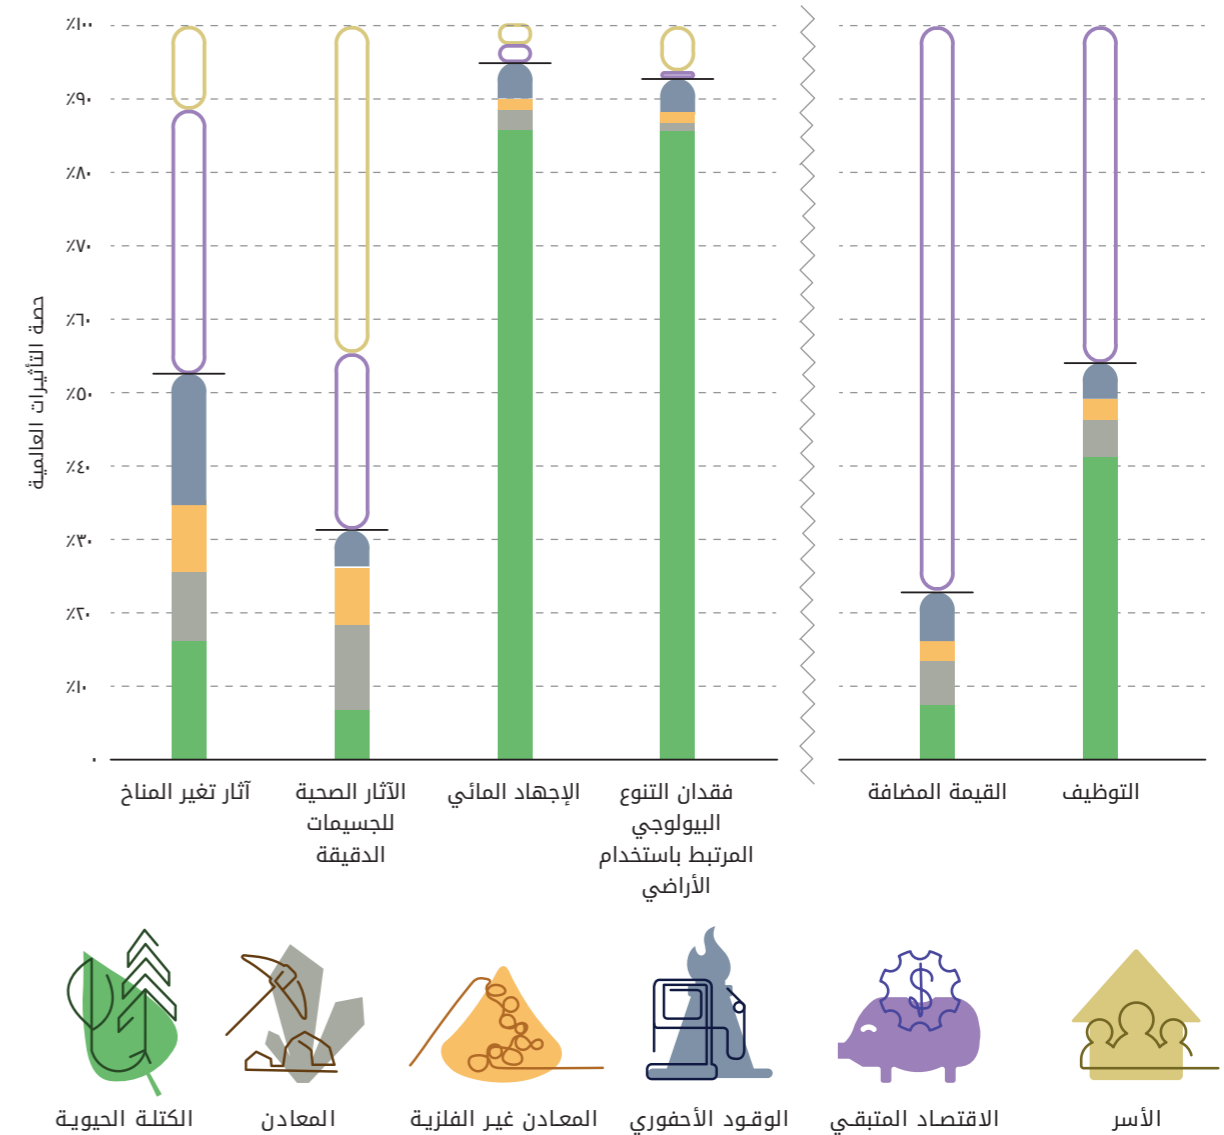 ٪١٠٠
٪٩٠
٪٨٠
٪٧٠
٪٦٠
٪٥٠
٪٤٠
٪٣٠
٪٢٠
٪١٠
٠
حصة التأثيرات العالمية
آثار تغير المناخ
الآثار الصحية
للجسيمات
الدقيقة
الإجهاد المائي
فقدان التنوع
البيولوجي
المرتبط باستخدام
الأراضي
القيمة المضافة
التوظيف
الكتلة الحيوية
المعادن
المعادن غير الفلزية
الوقود الأحفوري
الاقتصاد المتبقي
الأسر